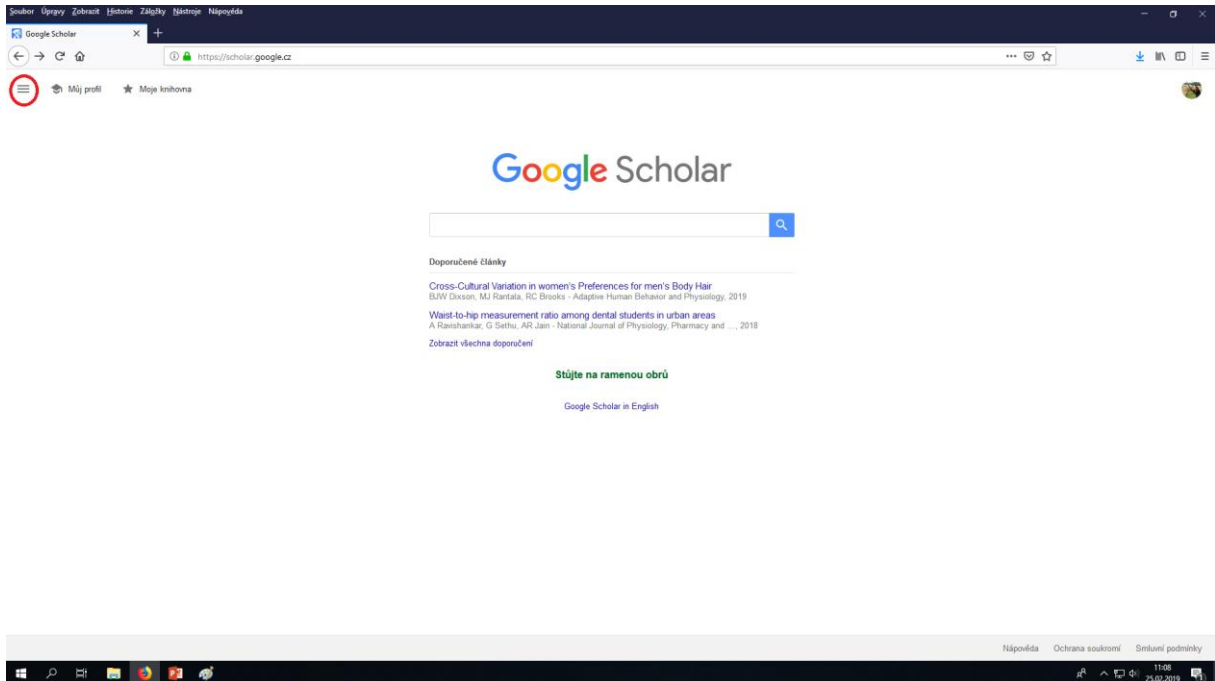 Soubor Úpravy Zobrazit Historie Záložky Nástroje Nápověda
Google Scholar
https://scholar.google.cz
Můj profil Moje knihovna
Google Scholar
Doporučené články
Cross-Cultural Variation in women's Preferences for men's Body Hair
BJW Dixson, MJ Rantala, RC Brooks - Adaptive Human Behavior and Physiology, 2019
Waist-to-hip measurement ratio among dental students in urban areas
A Ravishankar, G Sethu, AR Jain - National Journal of Physiology, Pharmacy and …, 2018
Zobrazit všechna doporučení
Stůjte na ramenou obrů
Google Scholar in English
Nápověda Ochrana soukromí Smluvní podmínky
11:08
25.02.2019